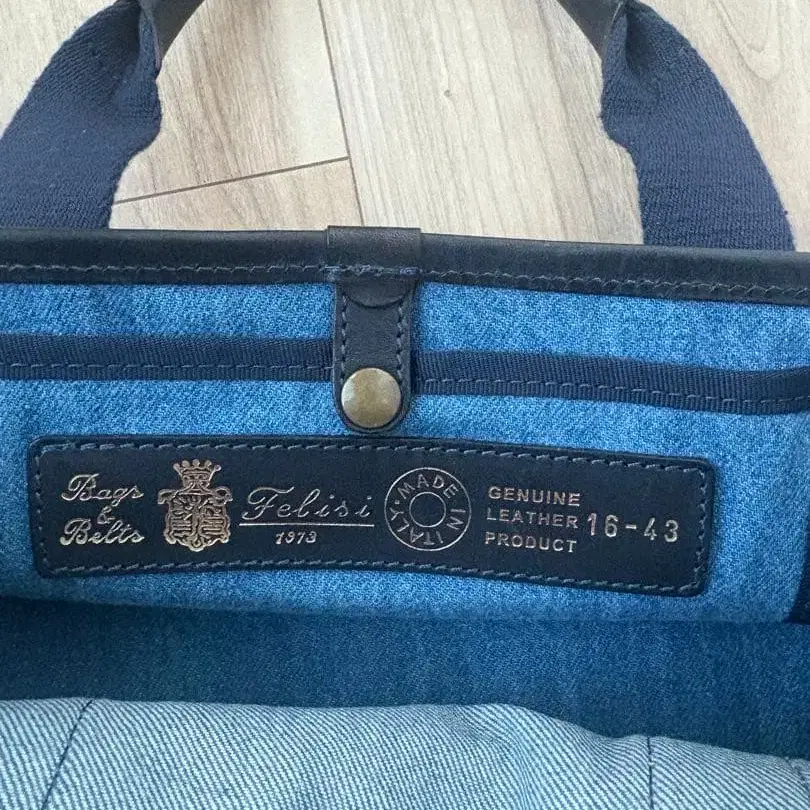 Bags
&
Belts
Felisi
1973
MADE IN ITALY
GENUINE
LEATHER
PRODUCT
16-43